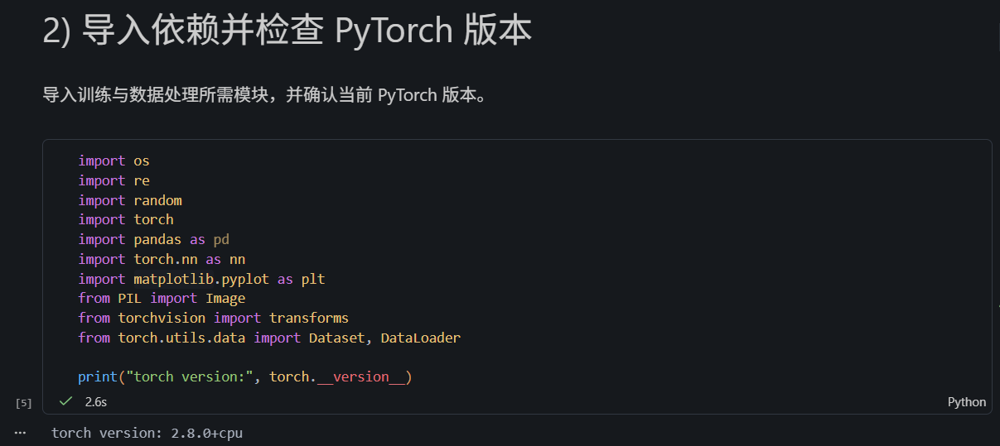 2) 导入依赖并检查 PyTorch 版本
导入训练与数据处理所需模块，并确认当前 PyTorch 版本。
import os
import re
import random
import torch
import pandas as pd
import torch.nn as nn
import matplotlib.pyplot as plt
from PIL import Image
from torchvision import transforms
from torch.utils.data import Dataset, DataLoader
print("torch version:", torch.__version__)
[5] ✓ 2.6s Python
··· torch version: 2.8.0+cpu